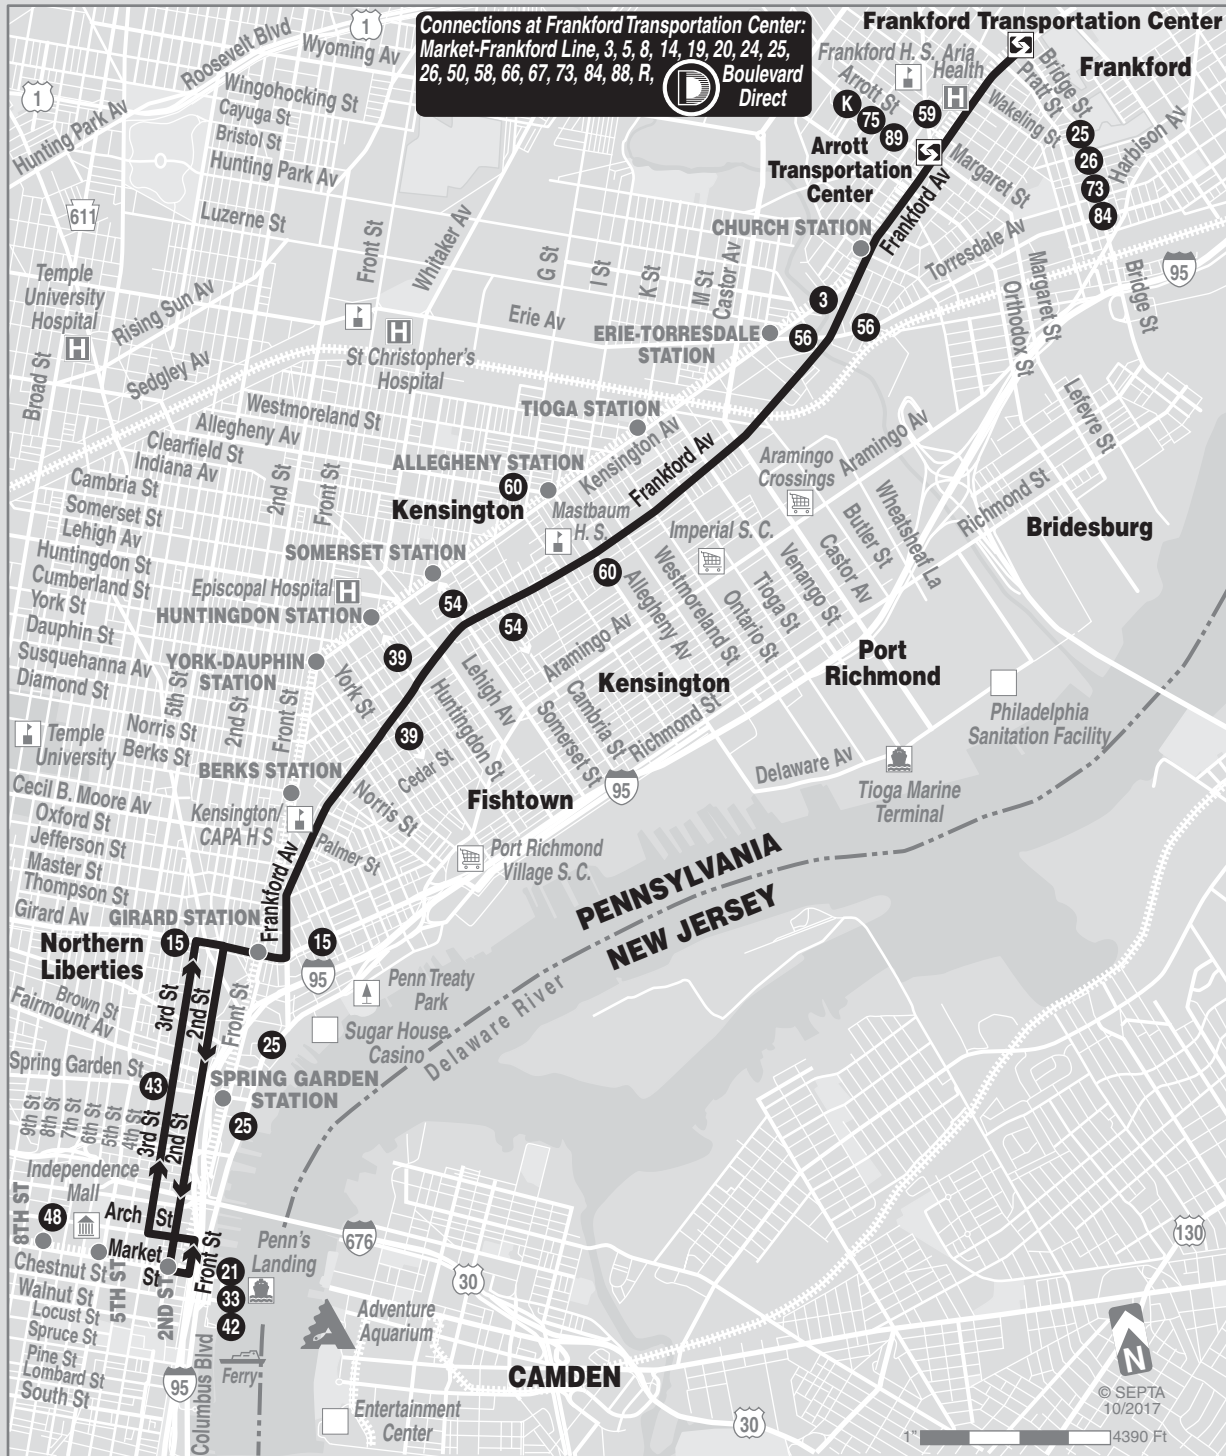 Connections at Frankford Transportation Center:
Market-Frankford Line, 3, 5, 8, 14, 19, 20, 24, 25,
26, 50, 58, 66, 67, 73, 84, 88, R,
Boulevard
Direct
Frankford Transportation Center
Frankford
Frankford H. S.
Aria
Health
H
Bridge St
Pratt St
Wakeling St
Harbison Av
Arrott St
K
75
89
59
25
26
73
84
Arrott
Transportation
Center
Margaret St
Frankford Av
Torresdale Av
Margaret St
Orthodox St
Bridge St
95
Lefevre St
1
Roosevelt Blvd
Wyoming Av
1
Hunting Park Av
Wingohocking St
Cayuga St
Bristol St
Hunting Park Av
611
Luzerne St
Front St
Whitaker Av
G St
I St
K St
M St
Castor Av
CHURCH STATION
3
56
56
ERIE-TORRESDALE
STATION
Erie Av
Temple
University
Hospital
H
Rising Sun Av
Sedgley Av
Broad St
H
St Christopher's
Hospital
Westmoreland St
Allegheny Av
Clearfield St
Indiana Av
2nd St
Front St
TIOGA STATION
Kensington Av
Frankford Av
ALLEGHENY STATION
60
Kensington
Mastbaum
H. S.
Aramingo
Crossings
Aramingo Av
Imperial S. C.
Wheatsheaf La
Butler St
Castor Av
Venango St
Tioga St
Ontario St
Westmoreland St
Allegheny Av
Richmond St
Bridesburg
Cambria St
Somerset St
Lehigh Av
Huntingdon St
Cumberland St
York St
Dauphin St
Susquehanna Av
Diamond St
SOMERSET STATION
Episcopal Hospital
H
HUNTINGDON STATION
54
54
60
39
39
YORK-DAUPHIN
STATION
York St
5th St
2nd St
Front St
Norris St
Berks St
Temple
University
BERKS STATION
Lehigh Av
Huntingdon St
Cedar St
Norris St
Aramingo Av
Cambria St
Somerset St
Kensington
Richmond St
Port
Richmond
Philadelphia
Sanitation Facility
Delaware Av
Tioga Marine
Terminal
95
Fishtown
Cecil B. Moore Av
Oxford St
Jefferson St
Master St
Thompson St
Girard Av
Kensington/
CAPA H S
Palmer St
Port Richmond
Village S. C.
PENNSYLVANIA
NEW JERSEY
Frankford Av
GIRARD STATION
15
15
95
Northern
Liberties
Penn Treaty
Park
Sugar House
Casino
Delaware River
Brown St
Fairmount Av
3rd St
2nd St
Front St
25
Spring Garden St
43
SPRING GARDEN
STATION
25
9th St
8th St
7th St
6th St
5th St
4th St
3rd St
2nd St
Independence
Mall
8TH ST
48
Arch St
Market
St
Front St
5TH ST
2ND ST
Chestnut St
Walnut St
Locust St
Spruce St
Pine St
Lombard St
South St
21
33
42
Penn's
Landing
676
30
130
Adventure
Aquarium
Ferry
Columbus Blvd
95
CAMDEN
Entertainment
Center
30
N
© SEPTA
10/2017
1"
4390 Ft